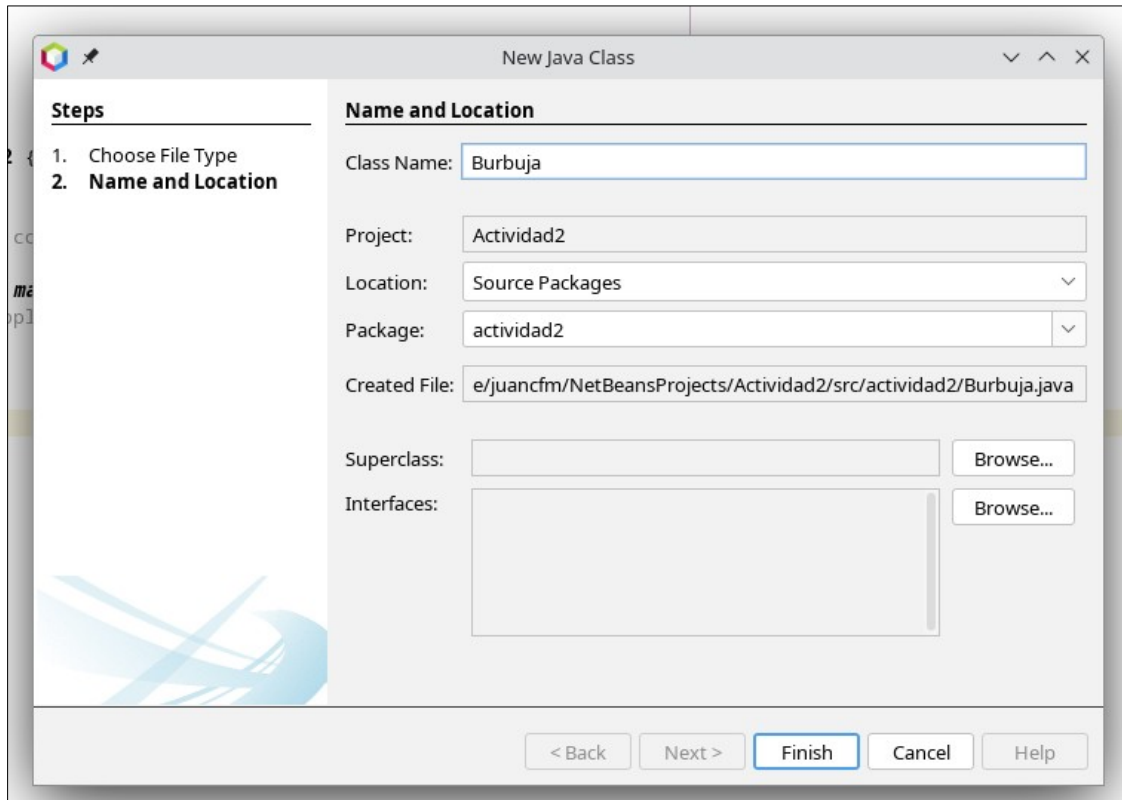 New Java Class
Steps
1. Choose File Type
2. Name and Location
Name and Location
Class Name: Burbuja
Project: Actividad2
Location: Source Packages
Package: actividad2
Created File: e/juancfm/NetBeansProjects/Actividad2/src/actividad2/Burbuja.java
Superclass: Browse...
Interfaces: Browse...
< Back Next > Finish Cancel Help